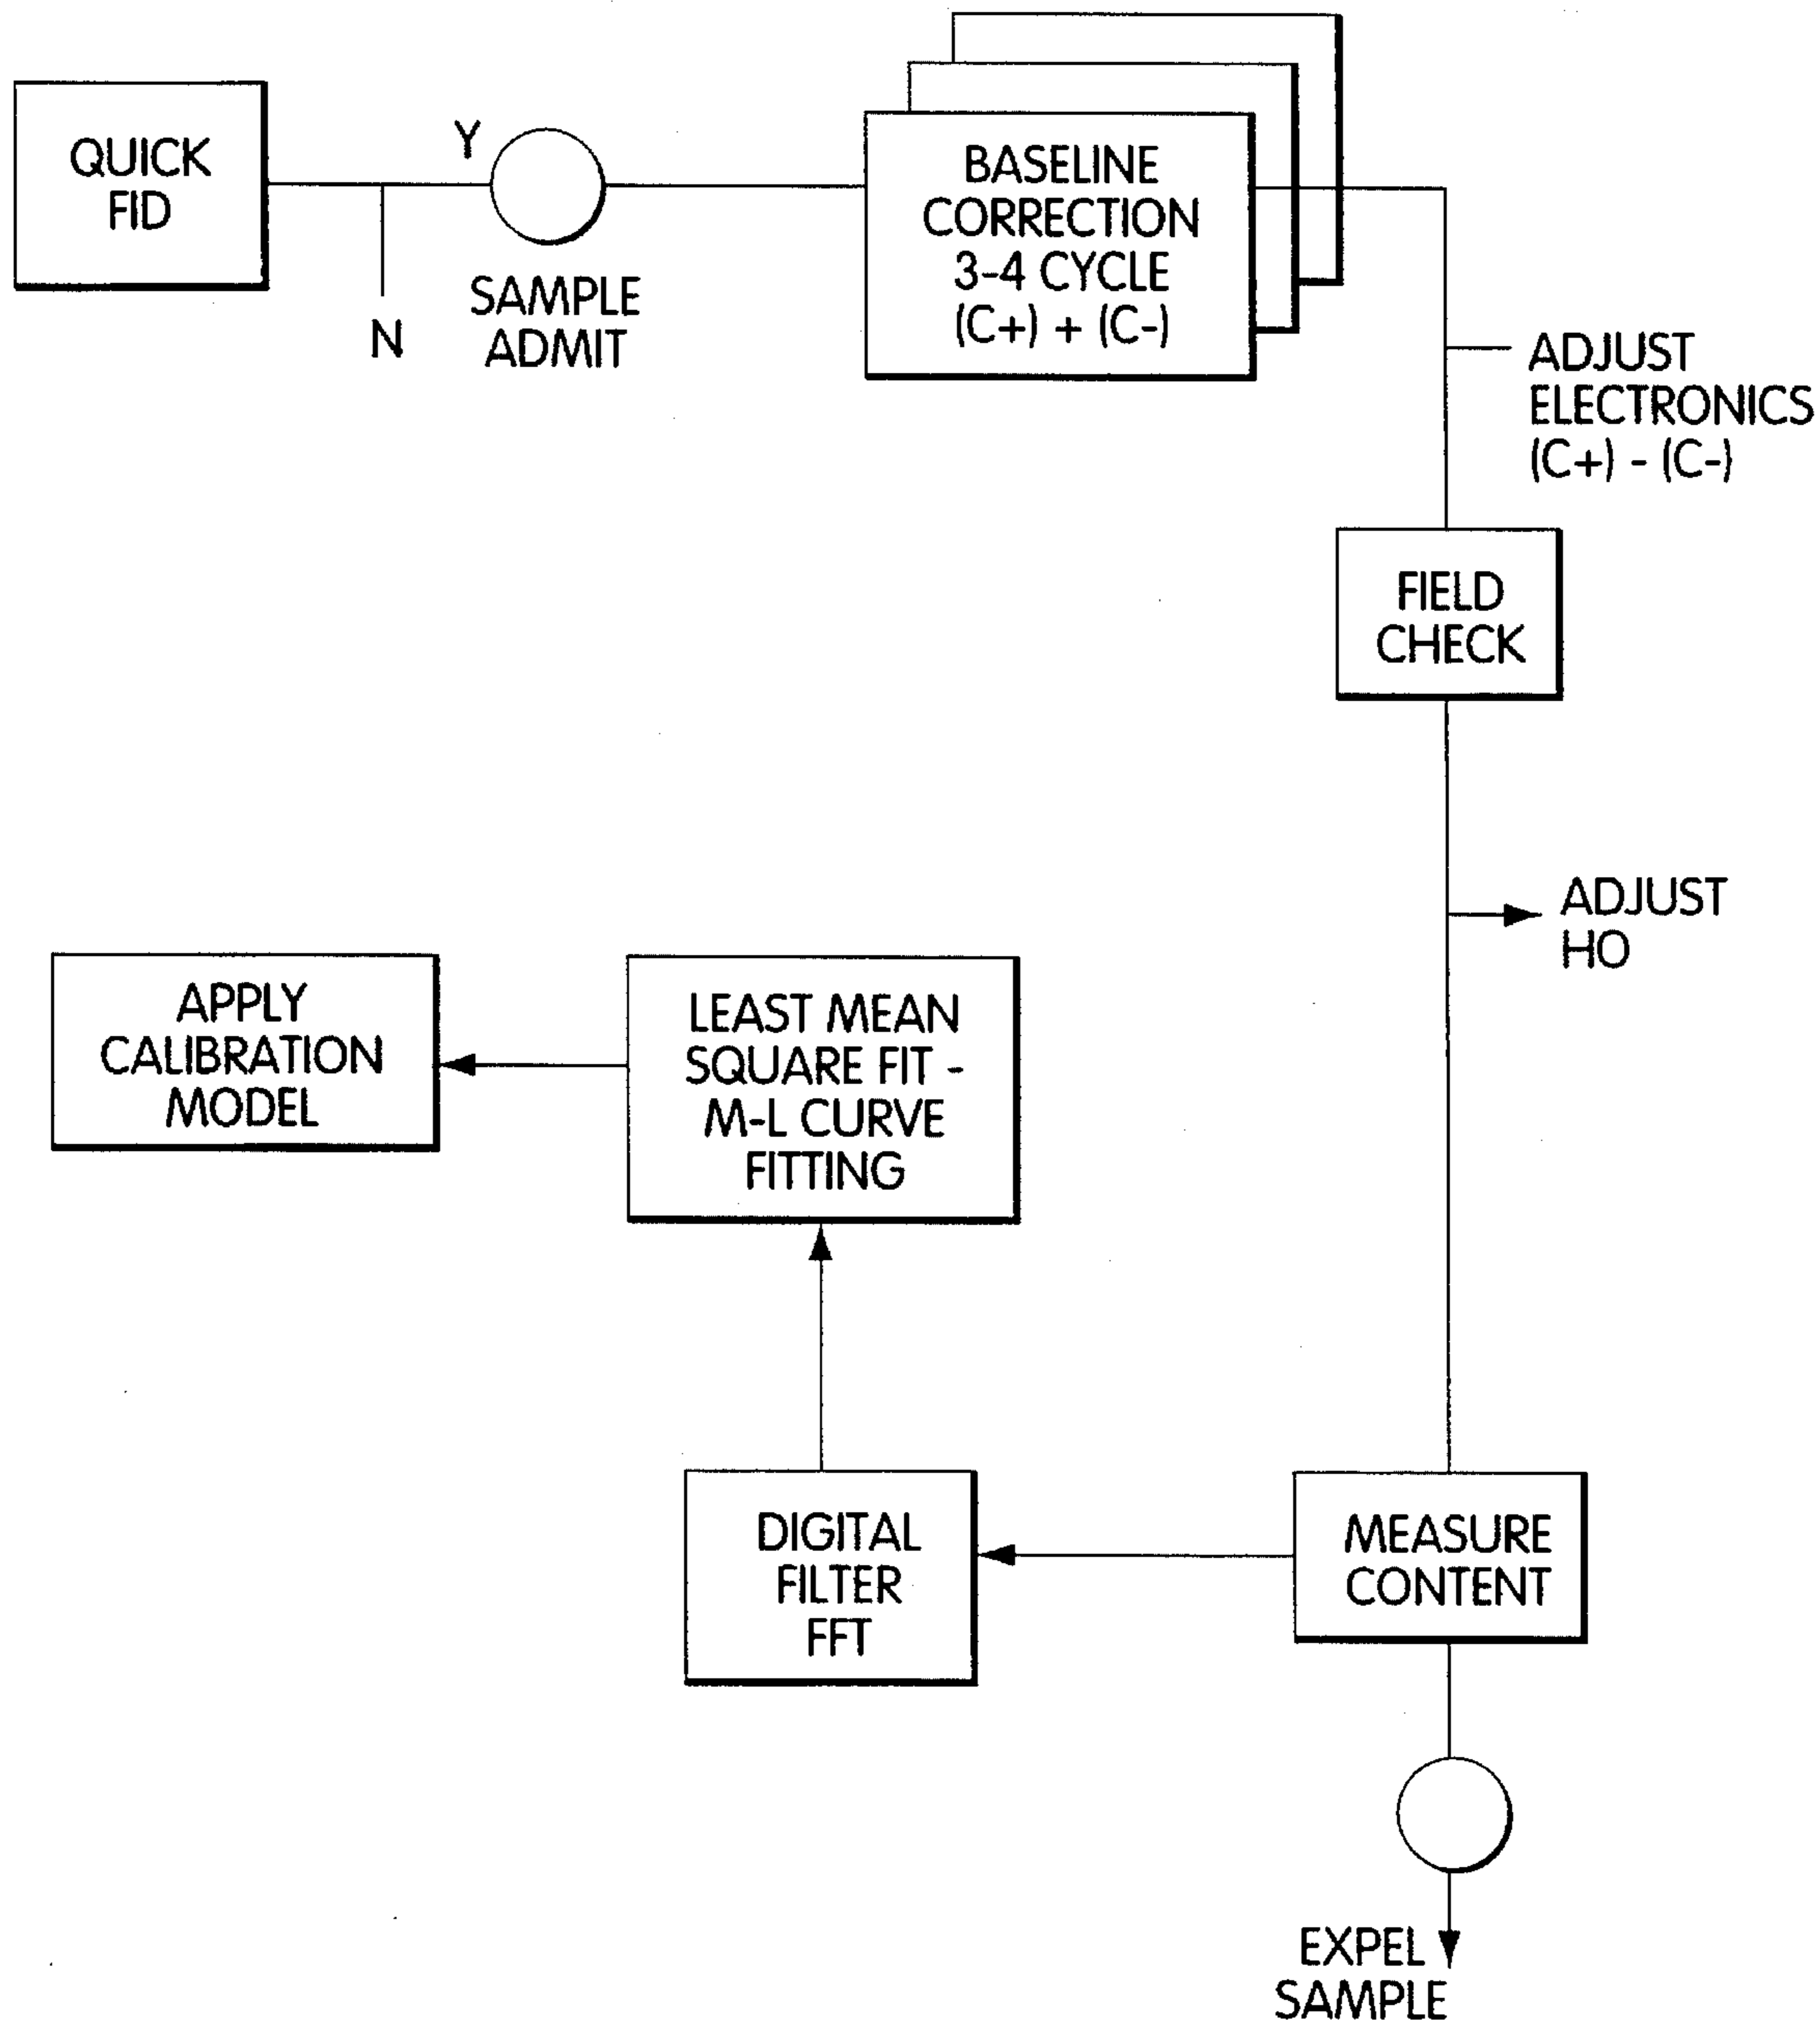 QUICK
FID
Y
N
SAMPLE
ADMIT
BASELINE
CORRECTION
3-4 CYCLE
(C+) + (C-)
ADJUST
ELECTRONICS
(C+) - (C-)
FIELD
CHECK
ADJUST
HO
APPLY
CALIBRATION
MODEL
LEAST MEAN
SQUARE FIT -
M-L CURVE
FITTING
DIGITAL
FILTER
FFT
MEASURE
CONTENT
EXPEL
SAMPLE